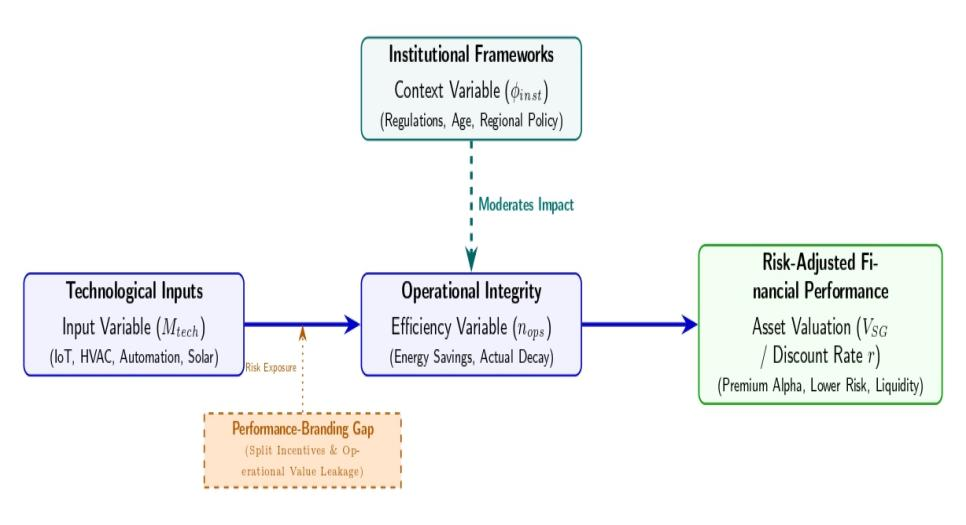 Institutional Frameworks
Context Variable (ϕ_inst)
(Regulations, Age, Regional Policy)
Moderates Impact
Technological Inputs
Input Variable (M_tech)
(IoT, HVAC, Automation, Solar)
Risk Exposure
Operational Integrity
Efficiency Variable (n_ops)
(Energy Savings, Actual Decay)
Risk-Adjusted Fi-
nancial Performance
Asset Valuation (V_SG
/ Discount Rate r)
(Premium Alpha, Lower Risk, Liquidity)
Performance-Branding Gap
(Split Incentives & Op-
erational Value Leakage)